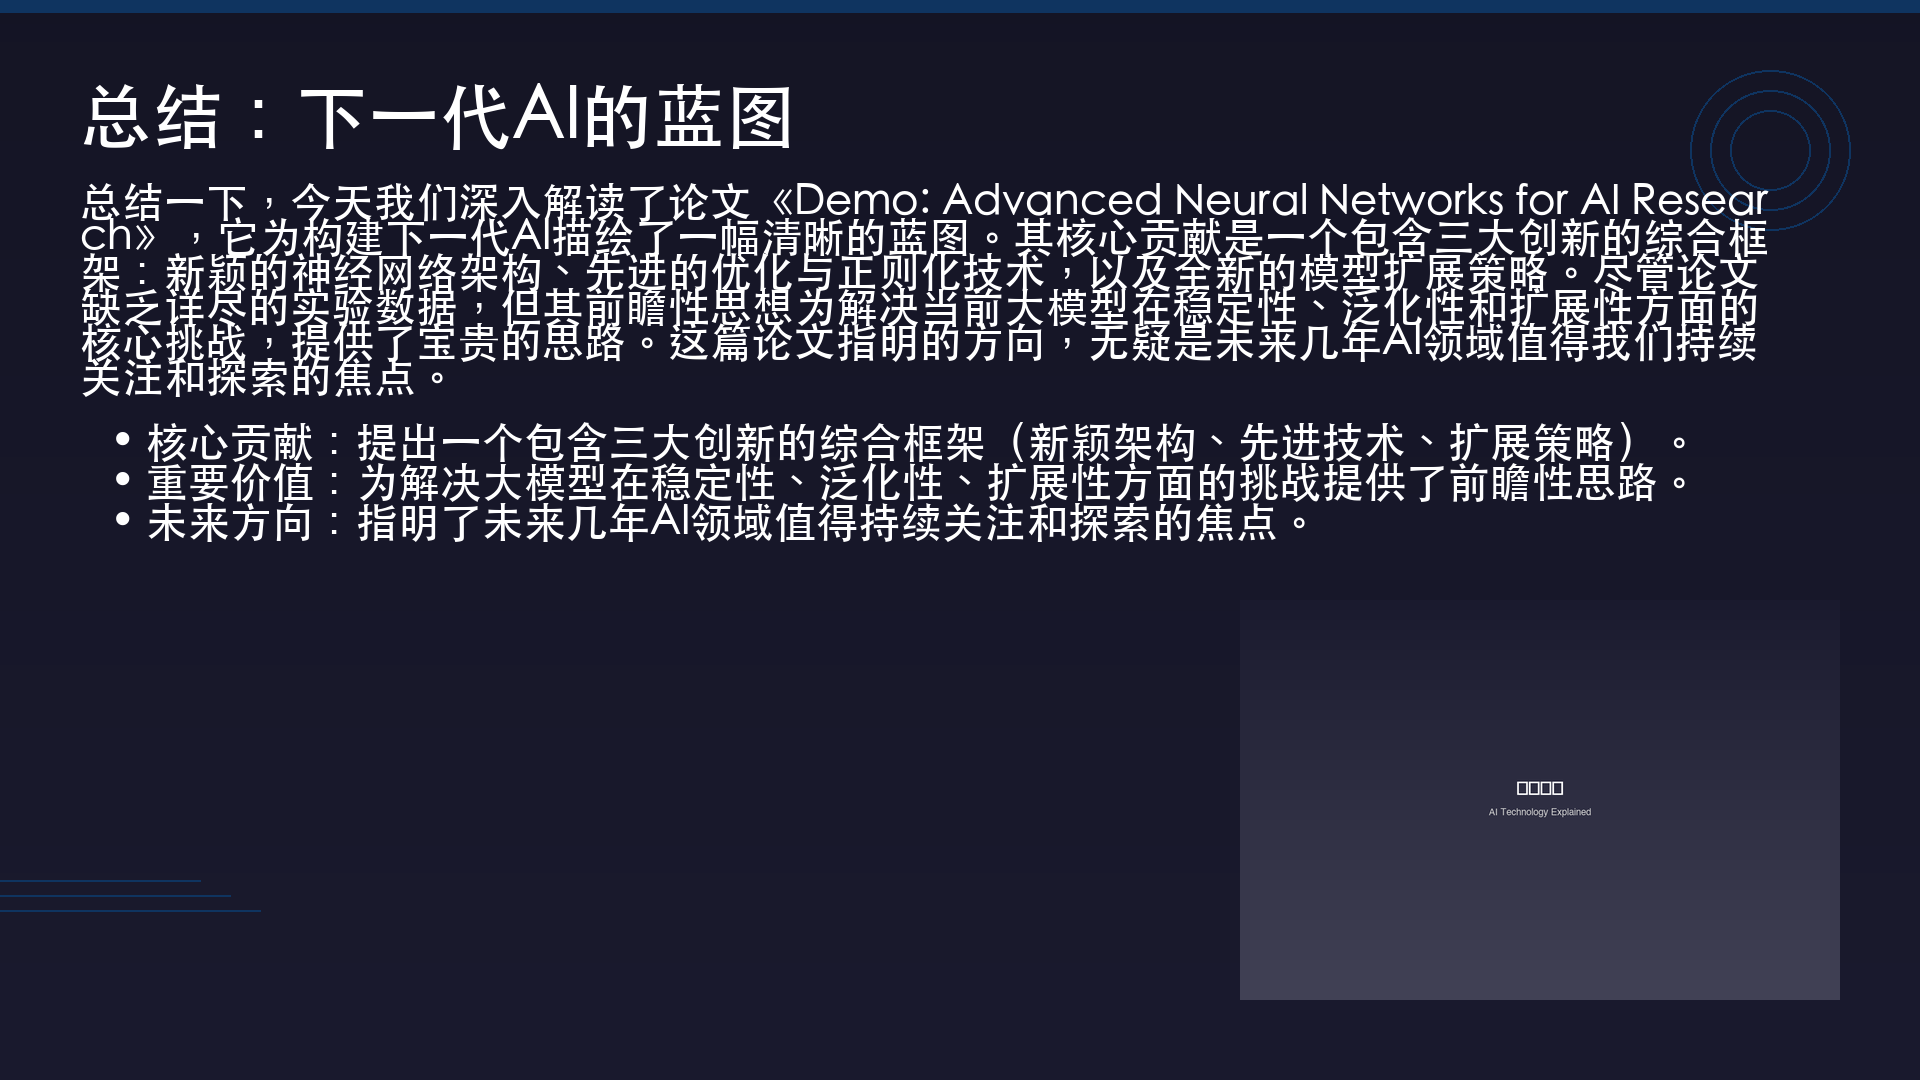 总结：下一代AI的蓝图
总结一下，今天我们深入解读了论文《Demo: Advanced Neural Networks for AI Resear
ch》，它为构建下一代AI描绘了一幅清晰的蓝图。其核心贡献是一个包含三大创新的综合框
架：新颖的神经网络架构、先进的优化与正则化技术，以及全新的模型扩展策略。尽管论文
缺乏详尽的实验数据，但其前瞻性思想为解决当前大模型在稳定性、泛化性和扩展性方面的
核心挑战，提供了宝贵的思路。这篇论文指明的方向，无疑是未来几年AI领域值得我们持续
关注和探索的焦点。
• 核心贡献：提出一个包含三大创新的综合框架（新颖架构、先进技术、扩展策略）。
• 重要价值：为解决大模型在稳定性、泛化性、扩展性方面的挑战提供了前瞻性思路。
• 未来方向：指明了未来几年AI领域值得持续关注和探索的焦点。
AI Technology Explained